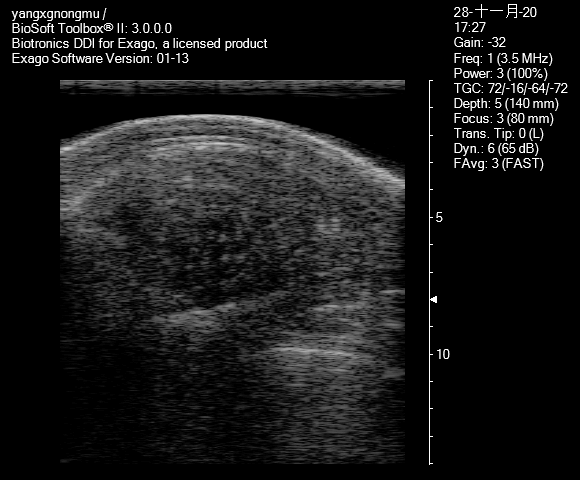 yangxgnongmu /
BioSoft Toolbox® II: 3.0.0.0
Biotronics DDI for Exago, a licensed product
Exago Software Version: 01-13
28-十一月-20
17:27
Gain: -32
Freq: 1 (3.5 MHz)
Power: 3 (100%)
TGC: 72/-16/-64/-72
Depth: 5 (140 mm)
Focus: 3 (80 mm)
Trans. Tip: 0 (L)
Dyn.: 6 (65 dB)
FAvg: 3 (FAST)
5
10